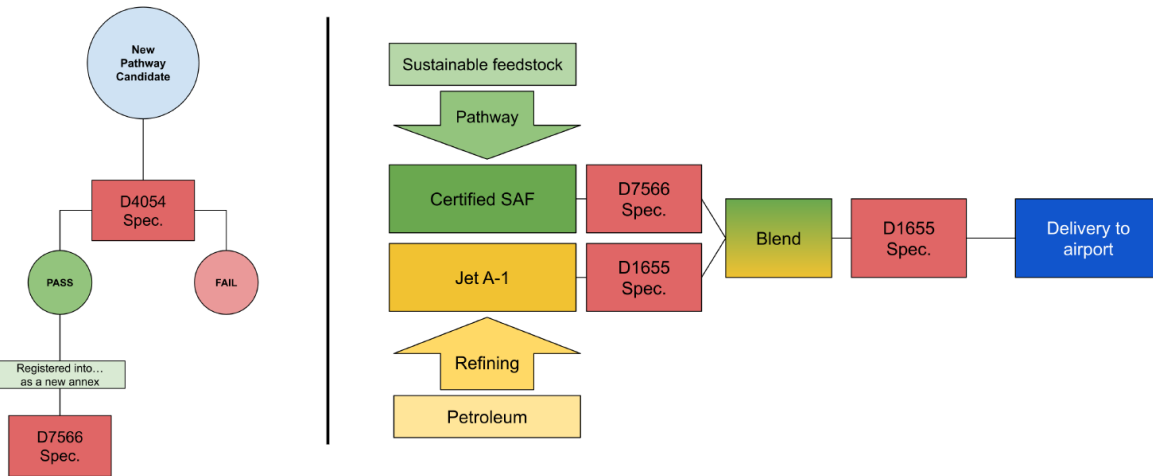 New
Pathway
Candidate
D4054
Spec.
PASS
FAIL
Registered into...
as a new annex
D7566
Spec.
Sustainable feedstock
Pathway
Certified SAF
D7566
Spec.
Jet A-1
D1655
Spec.
Refining
Petroleum
Blend
D1655
Spec.
Delivery to
airport